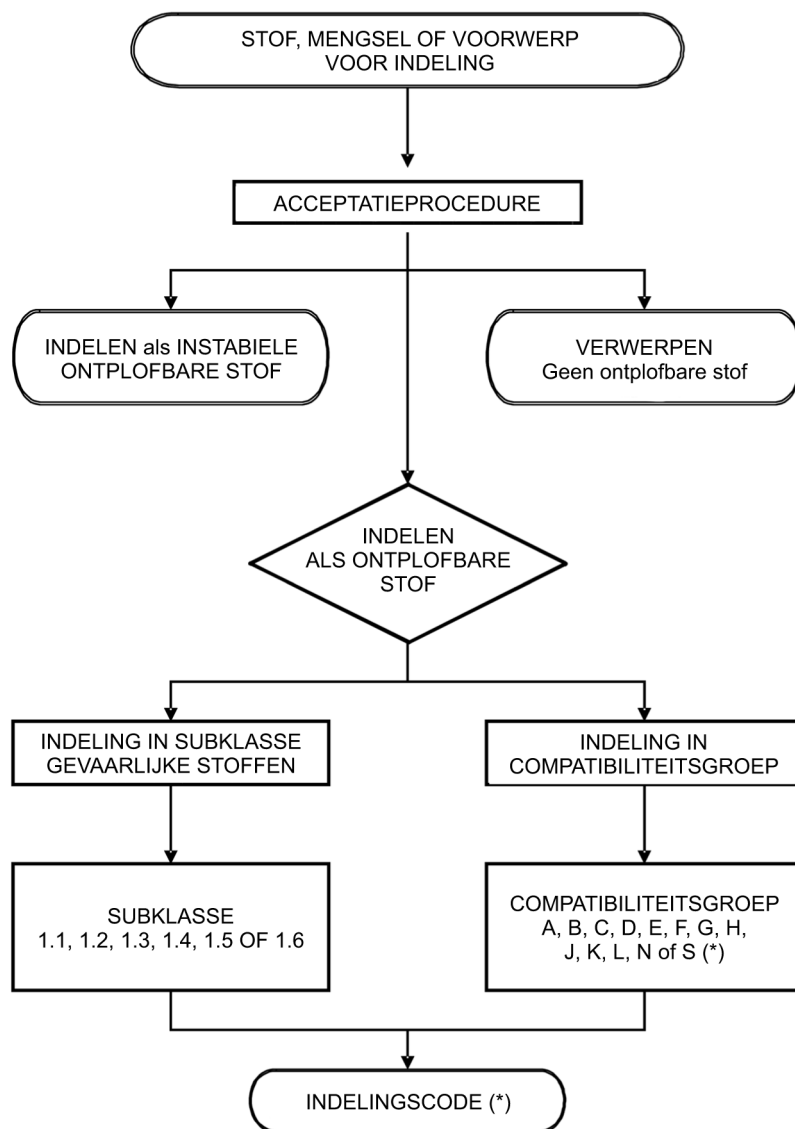 STOF, MENGSEL OF VOORWERP
VOOR INDELING
ACCEPTATIEPROCEDURE
INDELEN als INSTABIELE
ONTPLOFBARE STOF
VERWERPEN
Geen ontplofbare stof
INDELEN
ALS ONTPLOFBARE
STOF
INDELING IN SUBKLASSE
GEVAARLIJKE STOFFEN
INDELING IN
COMPATIBILITEITSGROEP
SUBKLASSE
1.1, 1.2, 1.3, 1.4, 1.5 OF 1.6
COMPATIBILITEITSGROEP
A, B, C, D, E, F, G, H,
J, K, L, N of S (*)
INDELINGSCODE (*)